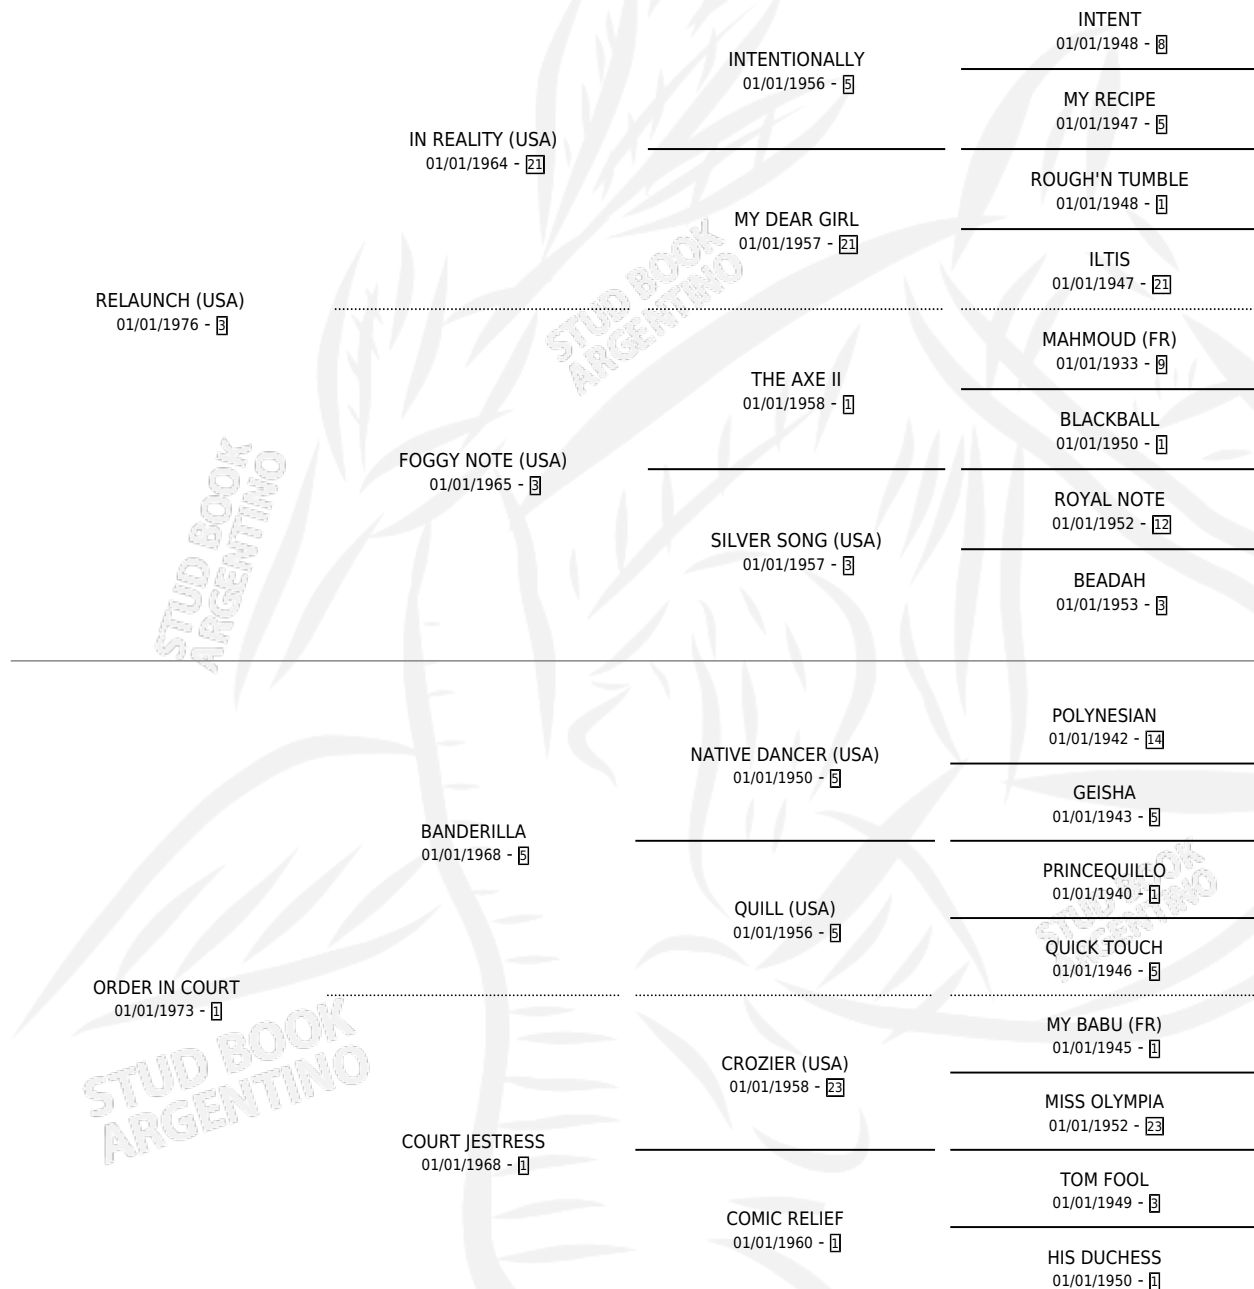 INTENT
01/01/1948 - 8
INTENTIONALLY
01/01/1956 - 5
MY RECIPE
01/01/1947 - 5
IN REALITY (USA)
01/01/1964 - 21
ROUGH'N TUMBLE
01/01/1948 - 1
MY DEAR GIRL
01/01/1957 - 21
ILTIS
01/01/1947 - 21
RELAUNCH (USA)
01/01/1976 - 3
STUD BOOK
ARGENTINO
MAHMOUD (FR)
01/01/1933 - 9
THE AXE II
01/01/1958 - 1
BLACKBALL
01/01/1950 - 1
FOGGY NOTE (USA)
01/01/1965 - 3
ROYAL NOTE
01/01/1952 - 12
SILVER SONG (USA)
01/01/1957 - 3
BEADAH
01/01/1953 - 3
STUD BOOK
ARGENTINO
POLYNESIAN
01/01/1942 - 14
NATIVE DANCER (USA)
01/01/1950 - 5
GEISHA
01/01/1943 - 5
BANDERILLA
01/01/1968 - 5
PRINCEQUILLO
01/01/1940 - 1
QUILL (USA)
01/01/1956 - 5
STUD BOOK
ARGENTINO
QUICK TOUCH
01/01/1946 - 5
ORDER IN COURT
01/01/1973 - 1
MY BABU (FR)
01/01/1945 - 1
CROZIER (USA)
01/01/1958 - 23
MISS OLYMPIA
01/01/1952 - 23
STUD BOOK
ARGENTINO
COURT JESTRESS
01/01/1968 - 1
TOM FOOL
01/01/1949 - 3
COMIC RELIEF
01/01/1960 - 1
HIS DUCHESS
01/01/1950 - 1